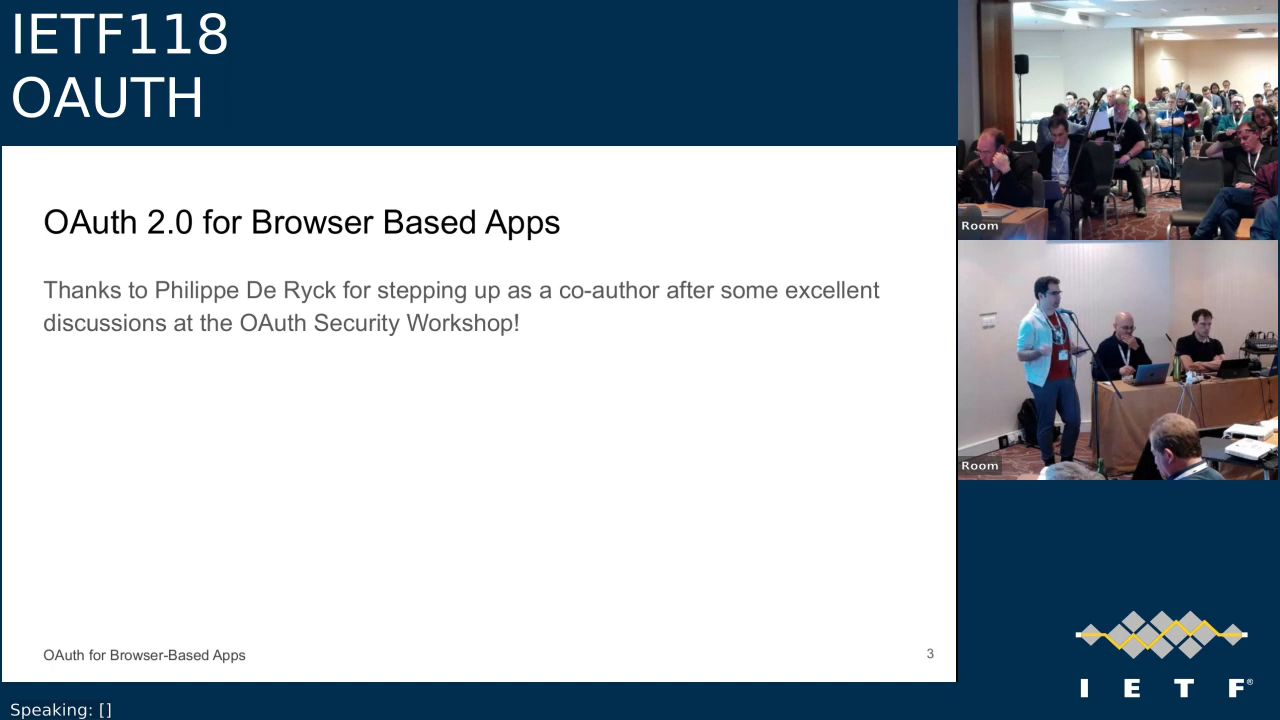 IETF118
OAUTH
OAuth 2.0 for Browser Based Apps
Thanks to Philippe De Ryck for stepping up as a co-author after some excellent
discussions at the OAuth Security Workshop!
OAuth for Browser-Based Apps
3
Room
Room
I E T F®
Speaking: []